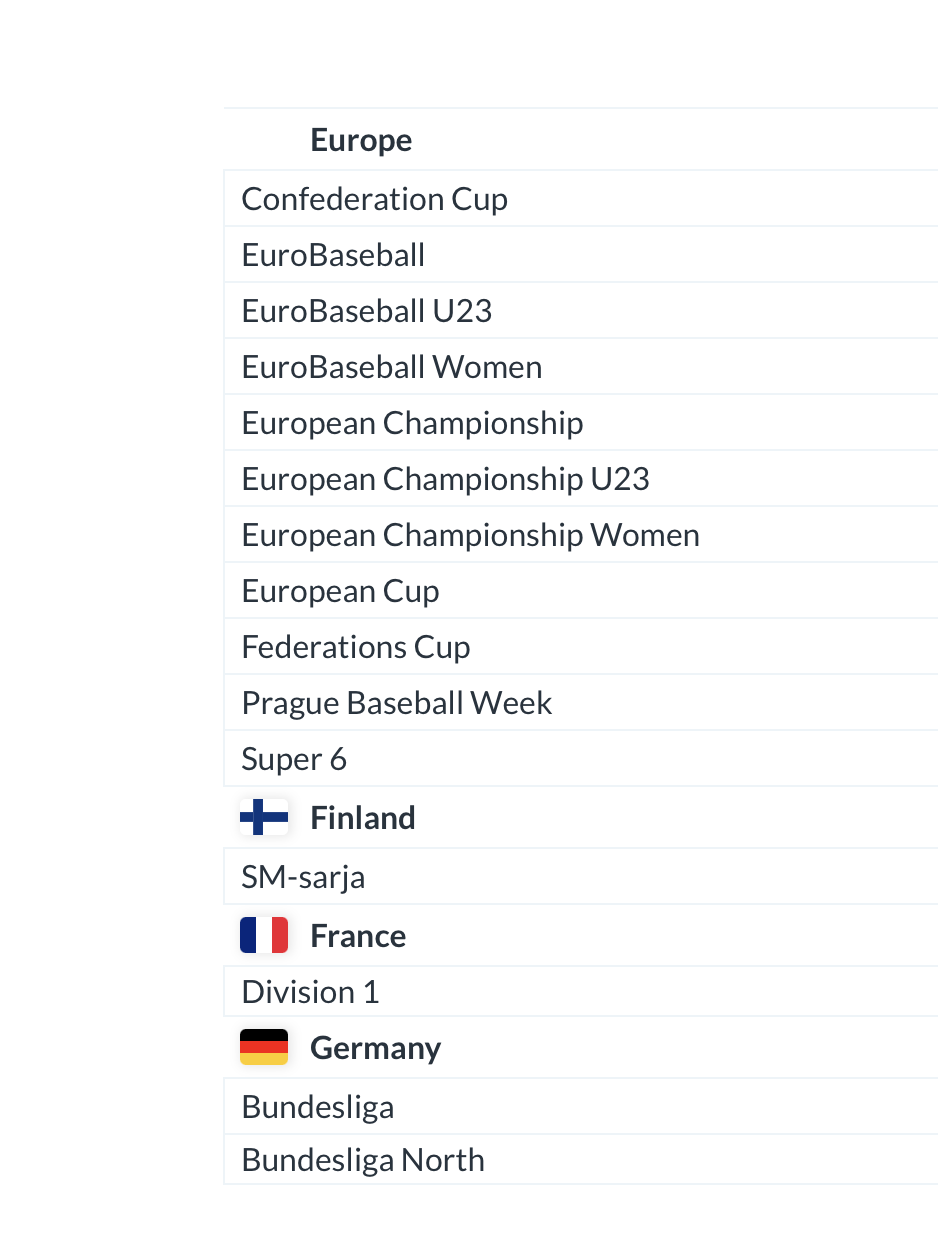 Europe
Confederation Cup
EuroBaseball
EuroBaseball U23
EuroBaseball Women
European Championship
European Championship U23
European Championship Women
European Cup
Federations Cup
Prague Baseball Week
Super 6
Finland
SM-sarja
France
Division 1
Germany
Bundesliga
Bundesliga North